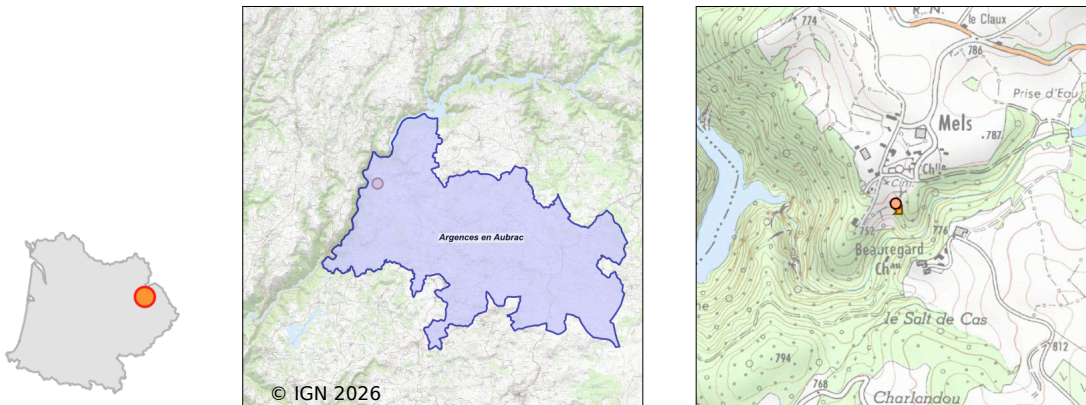 Argences en Aubrac
© IGN 2026
774
R. N.
le Claux
786
Prise d'Eau
Mels
787
Ch^lle
Cim.
752
776
Beauregard
Ch^au
le Salt de Cas
812
794
768
Charlandou